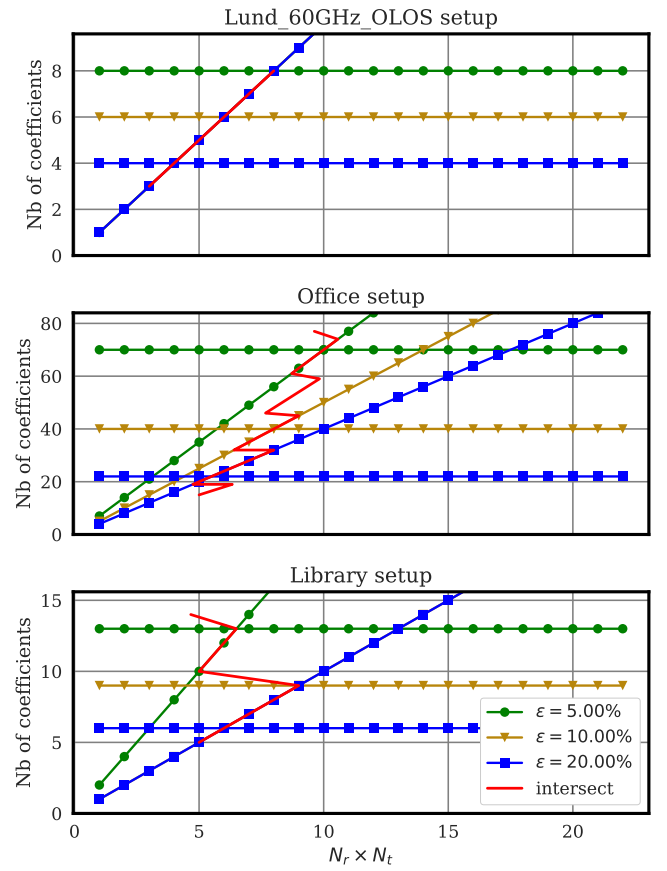 Lund_60GHz_OLOS setup
Nb of coefficients
8
6
4
2
0
Office setup
Nb of coefficients
80
60
40
20
0
Library setup
Nb of coefficients
15
10
5
0
ε = 5.00%
ε = 10.00%
ε = 20.00%
intersect
0 5 10 15 20
N_r × N_t